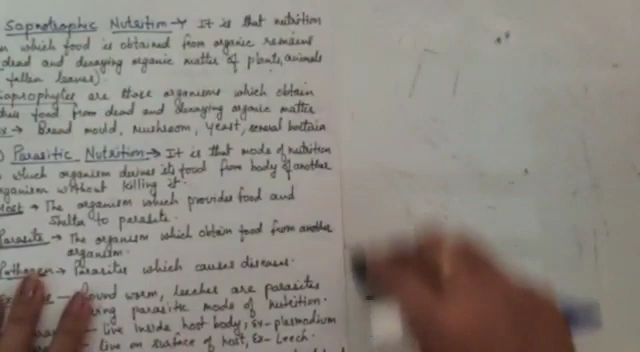 Saprotrophic Nutrition → It is that nutrition
in which food is obtained from organic remains
(dead and decaying organic matter of plants, animals
fallen leaves).
Saprophytes are those organisms which obtain
their food from dead and decaying organic matter
Ex → Bread mould, Mushroom, Yeast, several bactria
) Parasitic Nutrition → It is that mode of nutrition
which organism derives its food from body of another
organism without killing it.
Host → The organism which provides food and
shelter to parasite.
Parasite → The organism which obtain food from another
organism.
Pathogen → Parasites which causes diseases.
Round worm, leeches are parasites
parasitic mode of nutrition.
live inside host body, Ex- plasmodium
live on surface of host, Ex- Leech.